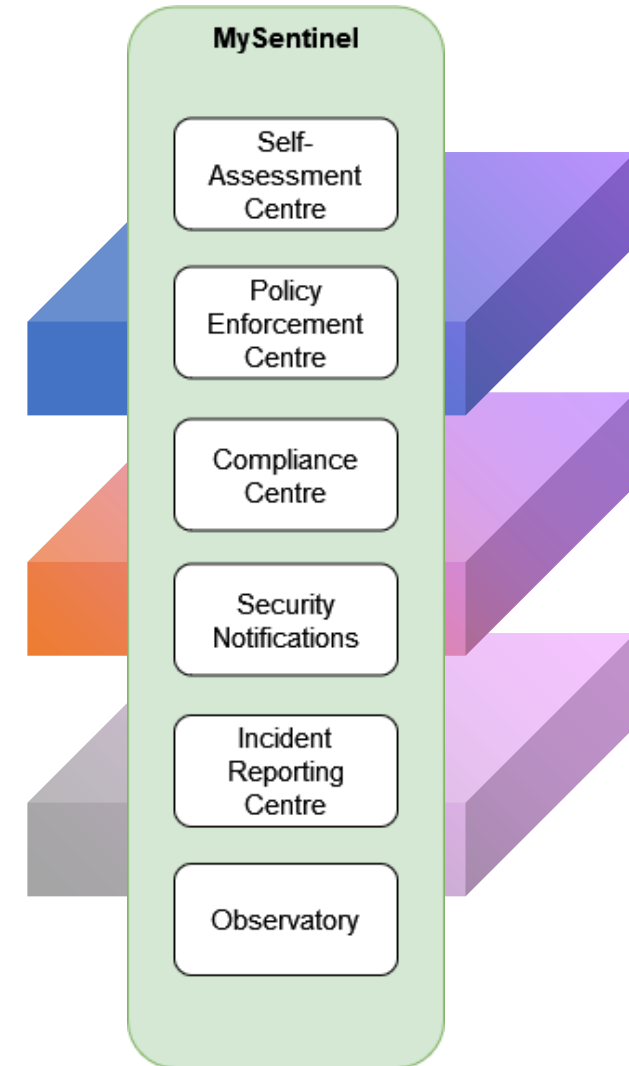 MySentinel
Self-
Assessment
Centre
Policy
Enforcement
Centre
Compliance
Centre
Security
Notifications
Incident
Reporting
Centre
Observatory